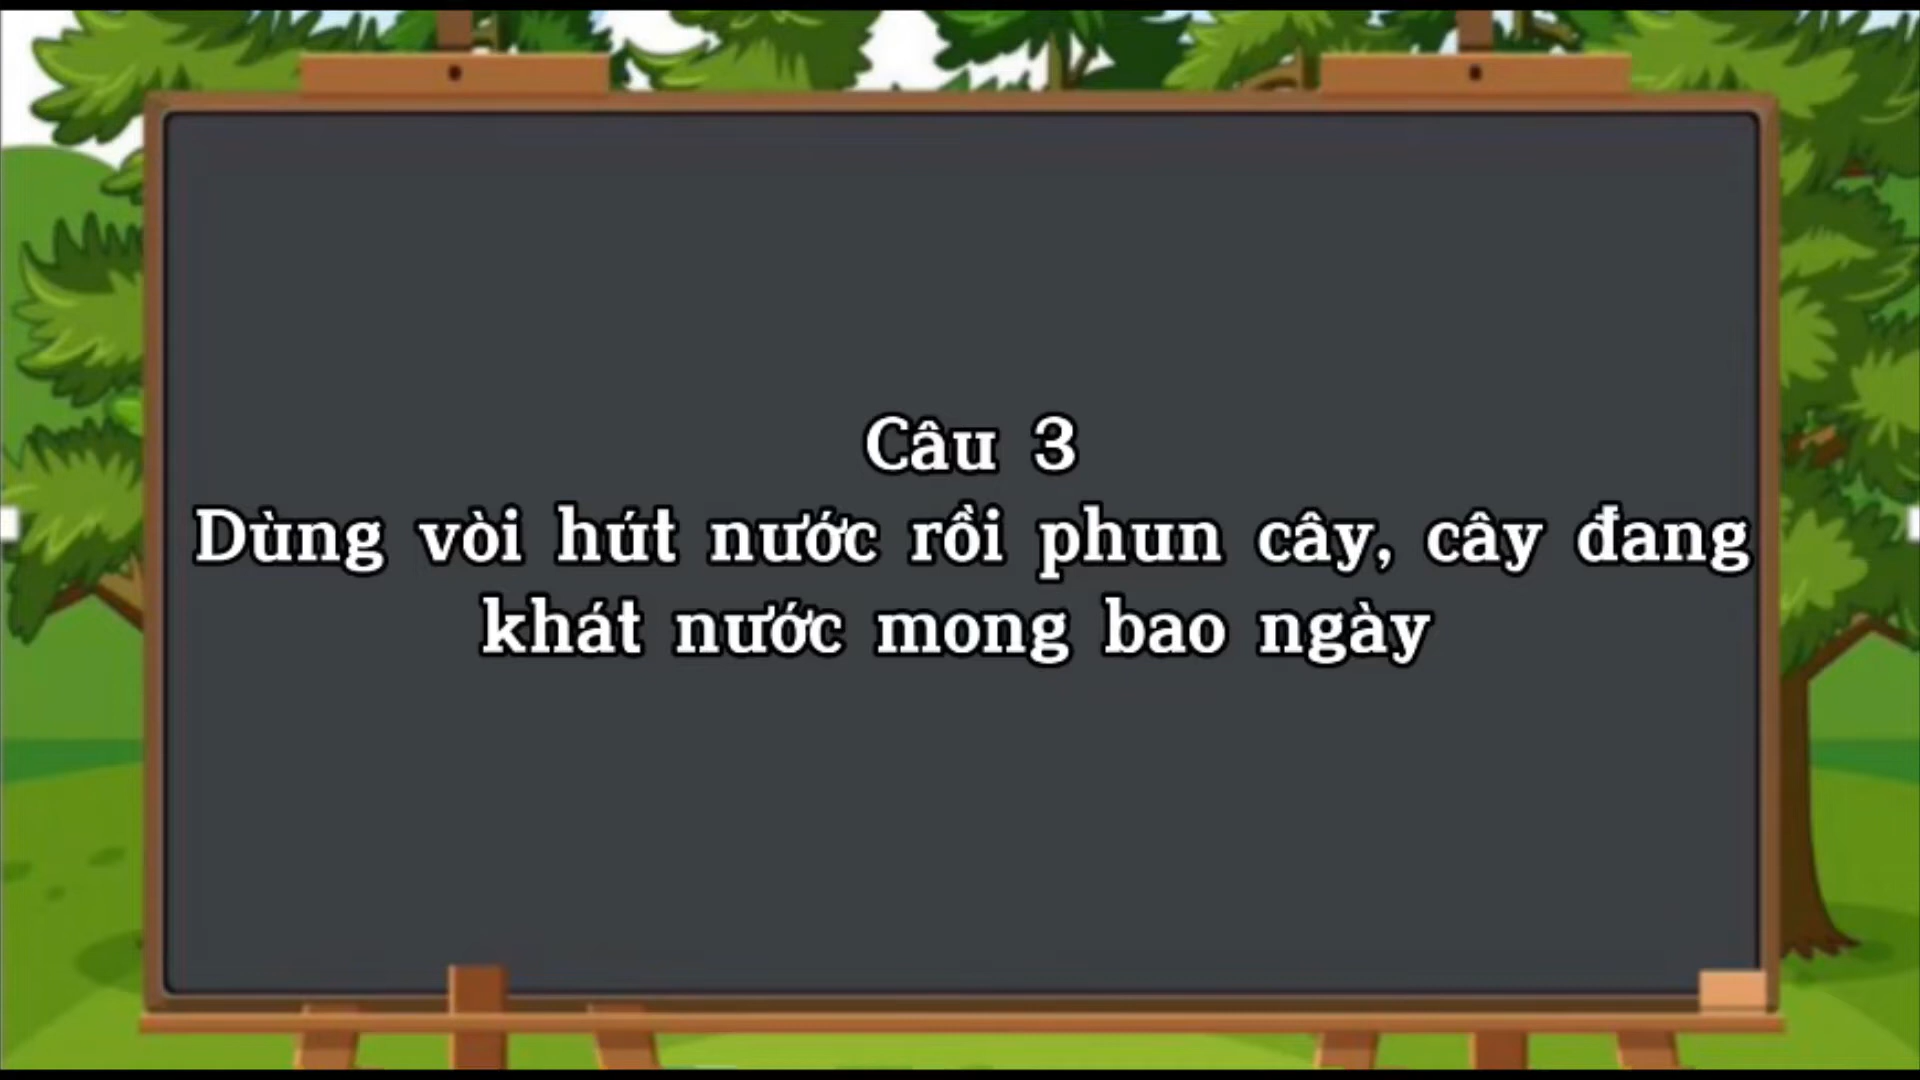 Câu 3
Dùng vòi hút nước rồi phun cây, cây đang
khát nước mong bao ngày